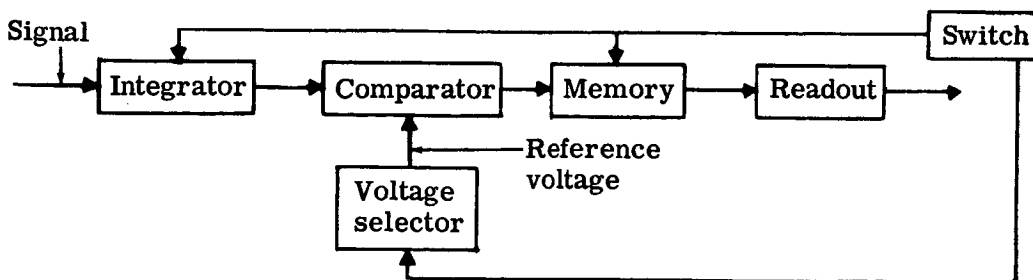 Signal
Switch
Integrator
Comparator
Memory
Readout
Reference
voltage
Voltage
selector